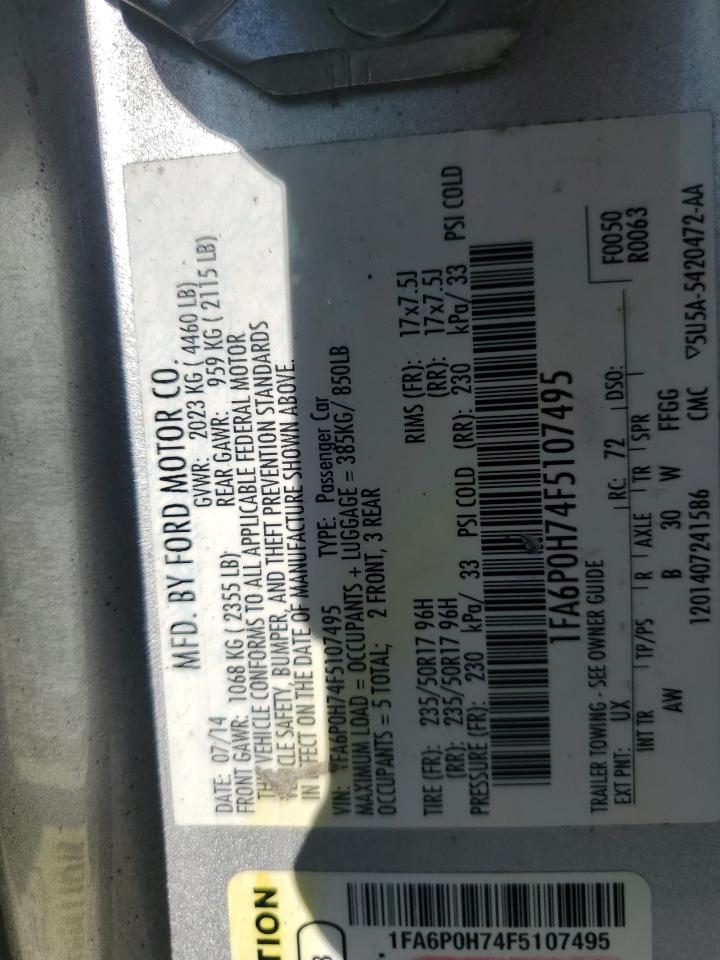 MFD. BY FORD MOTOR CO.
DATE: 07/14 GVWR: 2023 KG ( 4460 LB)
FRONT GAWR: 1068 KG ( 2355 LB) REAR GAWR: 959 KG ( 2115 LB)
VEHICLE CONFORMS TO ALL APPLICABLE FEDERAL MOTOR
SAFETY, BUMPER, AND THEFT PREVENTION STANDARDS
IN EFFECT ON THE DATE OF MANUFACTURE SHOWN ABOVE.
VIN: 1FA6P0H74F5107495 TYPE: Passenger Car
MAXIMUM LOAD = OCCUPANTS + LUGGAGE = 385KG/ 850LB
OCCUPANTS = 5 TOTAL; 2 FRONT, 3 REAR
TIRE (FR): 235/50R17 96H RIMS (FR): 17x7.5J
(RR): 235/50R17 96H (RR): 17x7.5J
PRESSURE (FR): 230 kPa/ 33 PSI COLD (RR): 230 kPa/ 33 PSI COLD
1FA6P0H74F5107495
F0050
R0063
TRAILER TOWING - SEE OWNER GUIDE
EXT PNT: UX RC: 72 DSO:
INT TR TP/PS R AXLE TR SPR
AW B 30 W FFGG
1201407241586 CMC ▽5U5A-5420472-AA
TION
1FA6P0H74F5107495